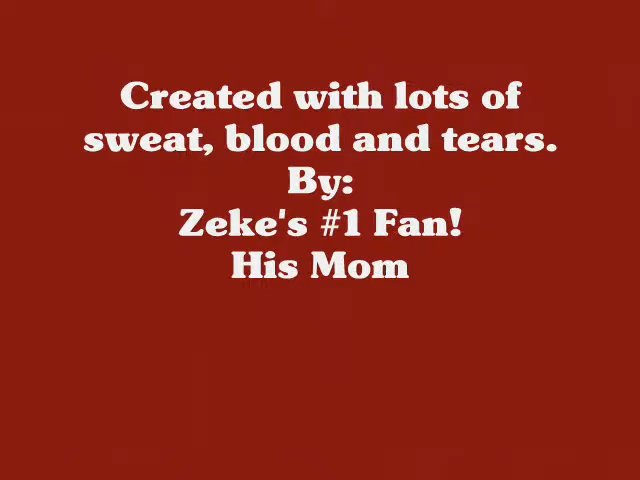 Created with lots of
sweat, blood and tears.
By:
Zeke's #1 Fan!
His Mom